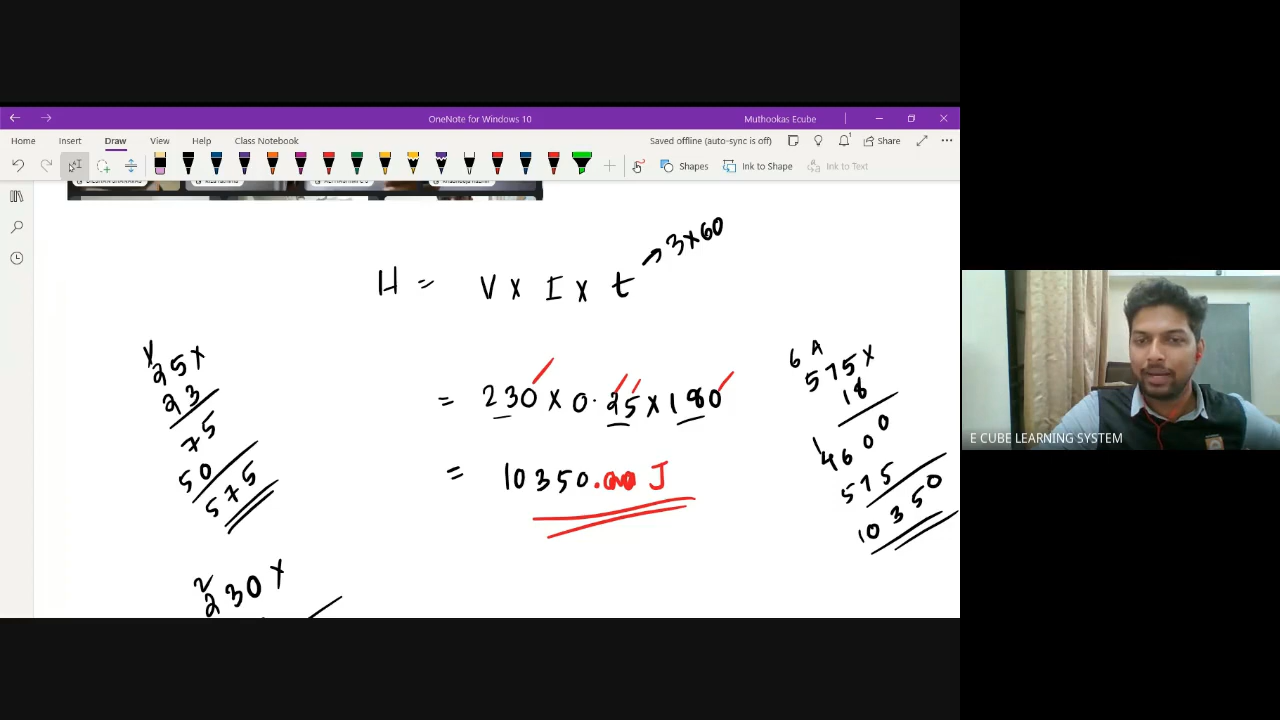 OneNote for Windows 10
Muthookas Ecube
Home Insert Draw View Help Class Notebook
Saved offline (auto-sync is off)
Share
Shapes
Ink to Shape
Ink to Text
H = V x I x t → 3x60
= 230 x 0.25 x 180
= 10350.00 J
25x
23
75
50
575
230x
575x
18
4600
575
10350
E CUBE LEARNING SYSTEM